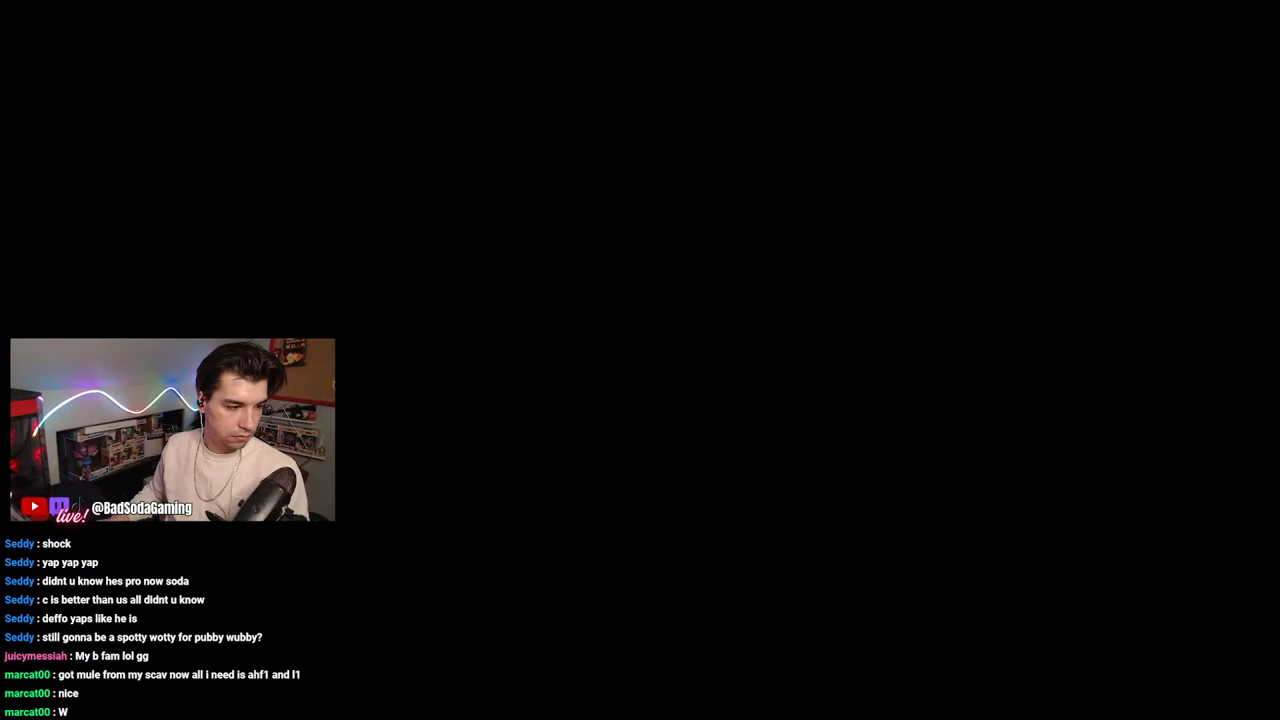 KILLA
live!
@BadSodaGaming
Seddy : shock
Seddy : yap yap yap
Seddy : didnt u know hes pro now soda
Seddy : c is better than us all didnt u know
Seddy : deffo yaps like he is
Seddy : still gonna be a spotty wotty for pubby wubby?
juicymessiah : My b fam lol gg
marcat00 : got mule from my scav now all i need is ahf1 and l1
marcat00 : nice
marcat00 : W